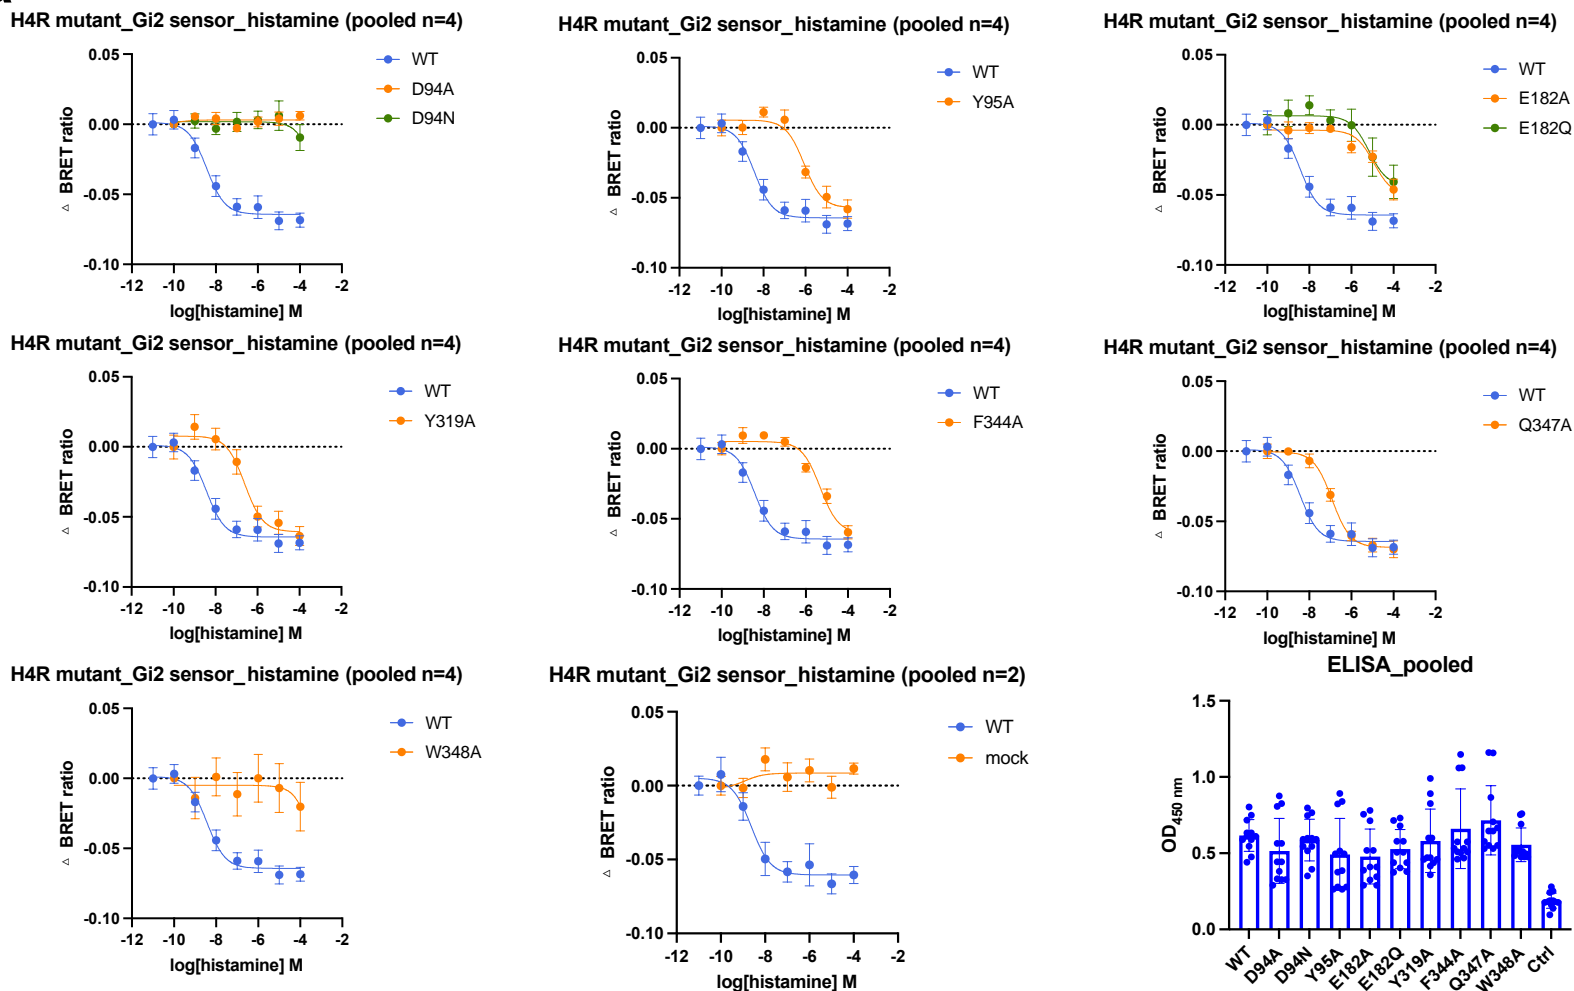 H4R mutant_Gi2 sensor_histamine (pooled n=4)
0.05
0.00
-0.05
-0.10
△ BRET ratio
-12 -10 -8 -6 -4 -2
log[histamine] M
WT
D94A
D94N
H4R mutant_Gi2 sensor_histamine (pooled n=4)
0.05
0.00
-0.05
-0.10
△ BRET ratio
-12 -10 -8 -6 -4 -2
log[histamine] M
WT
Y95A
H4R mutant_Gi2 sensor_histamine (pooled n=4)
0.05
0.00
-0.05
-0.10
△ BRET ratio
-12 -10 -8 -6 -4 -2
log[histamine] M
WT
E182A
E182Q
H4R mutant_Gi2 sensor_histamine (pooled n=4)
0.05
0.00
-0.05
-0.10
△ BRET ratio
-12 -10 -8 -6 -4 -2
log[histamine] M
WT
Y319A
H4R mutant_Gi2 sensor_histamine (pooled n=4)
0.05
0.00
-0.05
-0.10
△ BRET ratio
-12 -10 -8 -6 -4 -2
log[histamine] M
WT
F344A
H4R mutant_Gi2 sensor_histamine (pooled n=4)
0.05
0.00
-0.05
-0.10
△ BRET ratio
-12 -10 -8 -6 -4 -2
log[histamine] M
WT
Q347A
H4R mutant_Gi2 sensor_histamine (pooled n=4)
0.05
0.00
-0.05
-0.10
△ BRET ratio
-12 -10 -8 -6 -4 -2
log[histamine] M
WT
W348A
H4R mutant_Gi2 sensor_histamine (pooled n=2)
0.05
0.00
-0.05
-0.10
△ BRET ratio
-12 -10 -8 -6 -4 -2
log[histamine] M
WT
mock
ELISA_pooled
1.5
1.0
0.5
0.0
OD450 nm
WT D94A D94N Y95A E182A E182Q Y319A F344A Q347A W348A Ctrl